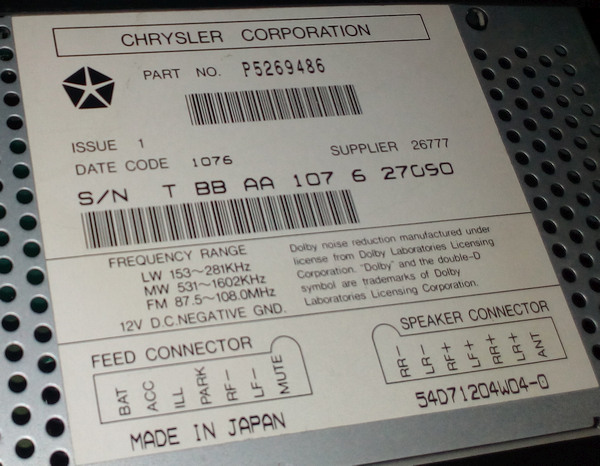 CHRYSLER CORPORATION
PART NO. P5269486
ISSUE 1
DATE CODE 1076 SUPPLIER 26777
S/N T BB AA 107 6 27050
FREQUENCY RANGE
LW 153~281KHz
MW 531~1602KHz
FM 87.5~108.0MHz
12V D.C.NEGATIVE GND.
Dolby noise reduction manufactured under
license from Dolby Laboratories Licensing
Corporation. "Dolby" and the double-D
symbol are trademarks of Dolby
Laboratories Licensing Corporation.
FEED CONNECTOR
BAT
ACC
ILL
PARK
RF-
LF-
MUTE
SPEAKER CONNECTOR
RR-
LR-
RF+
LF+
RR+
LR+
ANT
54D71204W04-0
MADE IN JAPAN